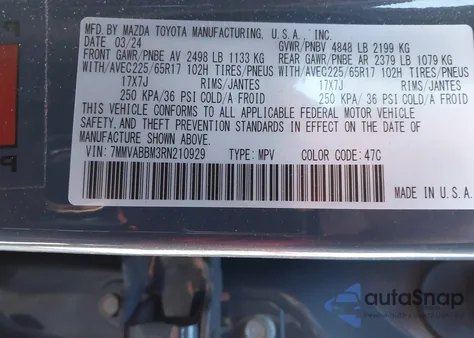 MFD. BY MAZDA TOYOTA MANUFACTURING, U.S.A., INC.
DATE 03/24 GVWR/PNBV 4848 LB 2199 KG
FRONT GAWR/PNBE AV 2498 LB 1133 KG REAR GAWR/PNBE AR 2379 LB 1079 KG
WITH/AVEC225/65R17 102H TIRES/PNEUS WITH/AVEC225/65R17 102H TIRES/PNEUS
17X7J RIMS/JANTES 17X7J RIMS/JANTES
250 KPA/36 PSI COLD/A FROID 250 KPA/36 PSI COLD/A FROID
THIS VEHICLE CONFORMS TO ALL APPLICABLE FEDERAL MOTOR VEHICLE
SAFETY, AND THEFT PREVENTION STANDARDS IN EFFECT ON THE DATE OF
MANUFACTURE SHOWN ABOVE.
VIN: 7MMVABBM3RN210929 TYPE: MPV COLOR CODE: 47C
MADE IN U.S.A.
autoSnap